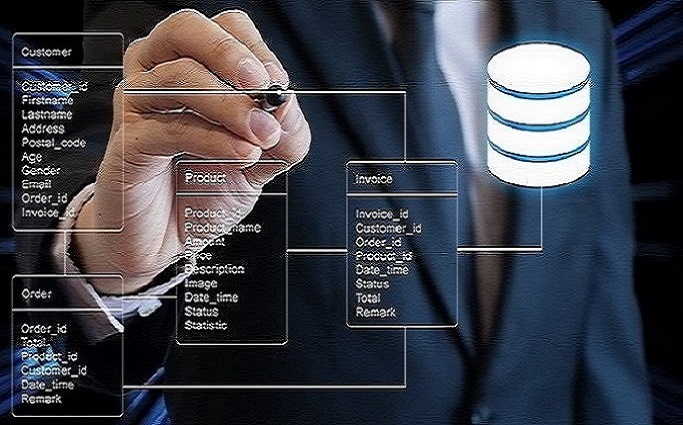 Customer
Customer_id
Firstname
Lastname
Address
Postal_code
Age
Gender
Email
Order_id
Invoice_id
Product
Product_id
Product_name
Amount
Price
Description
Image
Date_time
Status
Statistic
Invoice
Invoice_id
Customer_id
Order_id
Product_id
Date_time
Status
Total
Remark
Order
Order_id
Total
Product_id
Customer_id
Date_time
Remark